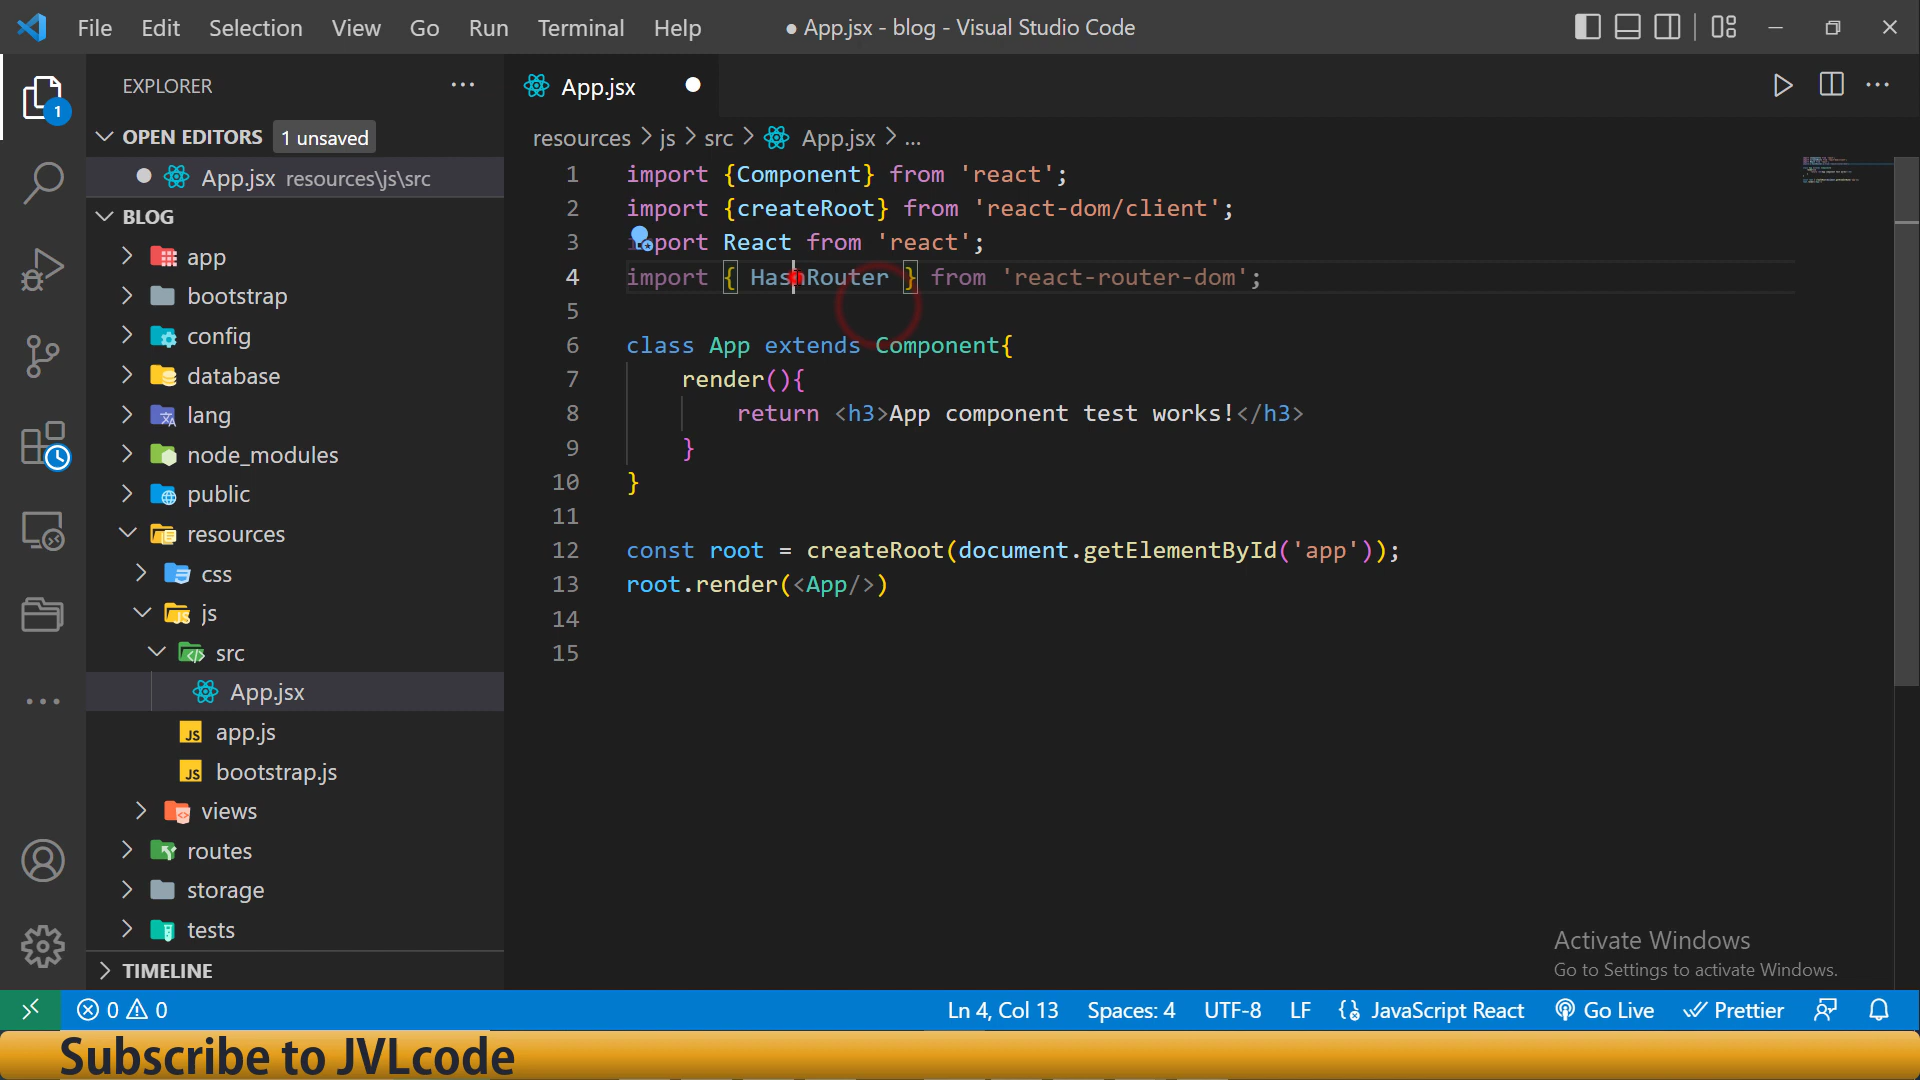 File Edit Selection View Go Run Terminal Help
● App.jsx - blog - Visual Studio Code
EXPLORER
OPEN EDITORS 1 unsaved
App.jsx resources\js\src
BLOG
app
bootstrap
config
database
lang
node_modules
public
resources
css
js
src
App.jsx
app.js
bootstrap.js
views
routes
storage
tests
TIMELINE
1
App.jsx
resources > js > src > App.jsx > ...
1 import {Component} from 'react';
2 import {createRoot} from 'react-dom/client';
3 import React from 'react';
4 import { HashRouter } from 'react-router-dom';
5
6 class App extends Component{
7 render(){
8 return <h3>App component test works!</h3>
9 }
10 }
11
12 const root = createRoot(document.getElementById('app'));
13 root.render(<App/>)
14
15
Activate Windows
Go to Settings to activate Windows.
0 0 Ln 4, Col 13 Spaces: 4 UTF-8 LF JavaScript React Go Live Prettier
Subscribe to JVLcode